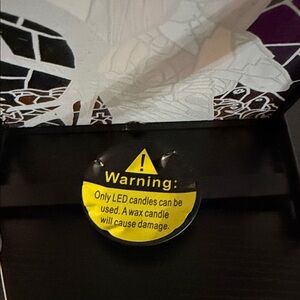 !
Warning:
Only LED candles can be
used. A wax candle
will cause damage.